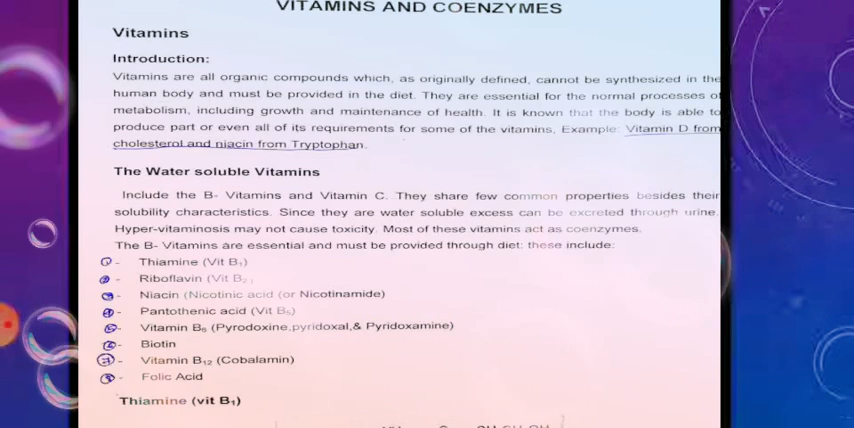 VITAMINS AND COENZYMES
Vitamins
Introduction:
Vitamins are all organic compounds which, as originally defined, cannot be synthesized in the
human body and must be provided in the diet. They are essential for the normal processes of
metabolism, including growth and maintenance of health. It is known that the body is able to
produce part or even all of its requirements for some of the vitamins, Example: Vitamin D from
cholesterol and niacin from Tryptophan.
The Water soluble Vitamins
Include the B- Vitamins and Vitamin C. They share few common properties besides their
solubility characteristics. Since they are water soluble excess can be excreted through urine.
Hyper-vitaminosis may not cause toxicity. Most of these vitamins act as coenzymes.
The B- Vitamins are essential and must be provided through diet: these include:
① - Thiamine (Vit B₁)
② - Riboflavin (Vit B₂)
③ - Niacin (Nicotinic acid (or Nicotinamide)
④ - Pantothenic acid (Vit B₅)
⑤ - Vitamin B₆ (Pyrodoxine,pyridoxal,& Pyridoxamine)
⑥ - Biotin
⑦ - Vitamin B₁₂ (Cobalamin)
⑧ - Folic Acid
Thiamine (vit B₁)